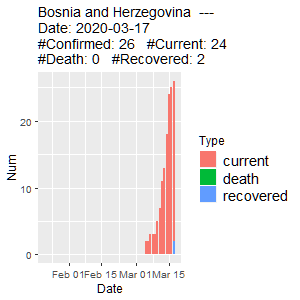 Bosnia and Herzegovina  ---
Date: 2020-03-17
#Confirmed: 26   #Current: 24
#Death: 0   #Recovered: 2
Num
20
10
0
Feb 01 Feb 15 Mar 01 Mar 15
Date
Type
current
death
recovered